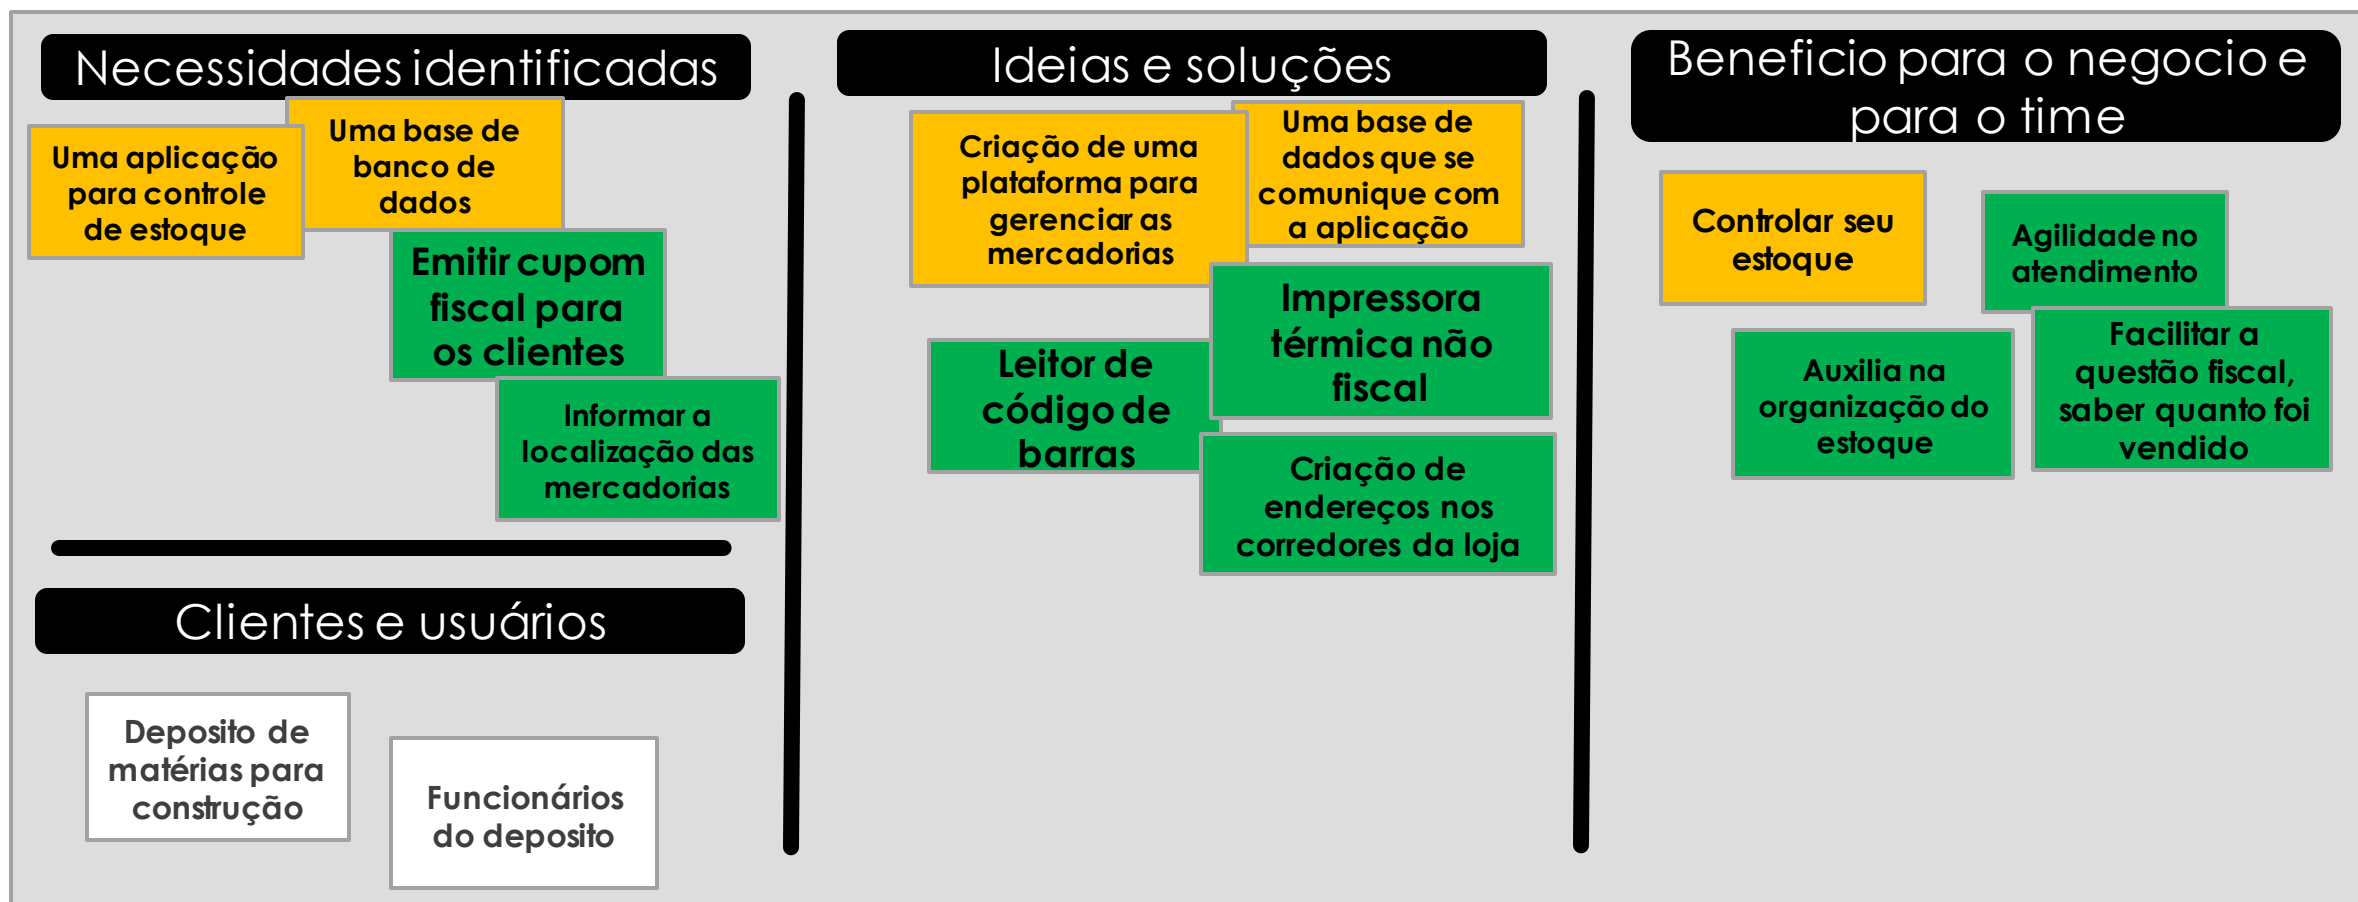 Necessidades identificadas
Uma aplicação
para controle
de estoque
Uma base de
banco de
dados
Emitir cupom
fiscal para
os clientes
Informar a
localização das
mercadorias
Clientes e usuários
Deposito de
matérias para
construção
Funcionários
do deposito
Ideias e soluções
Criação de uma
plataforma para
gerenciar as
mercadorias
Uma base de
dados que se
comunique com
a aplicação
Impressora
térmica não
fiscal
Leitor de
código de
barras
Criação de
endereços nos
corredores da loja
Beneficio para o negocio e
para o time
Controlar seu
estoque
Agilidade no
atendimento
Auxilia na
organização do
estoque
Facilitar a
questão fiscal,
saber quanto foi
vendido